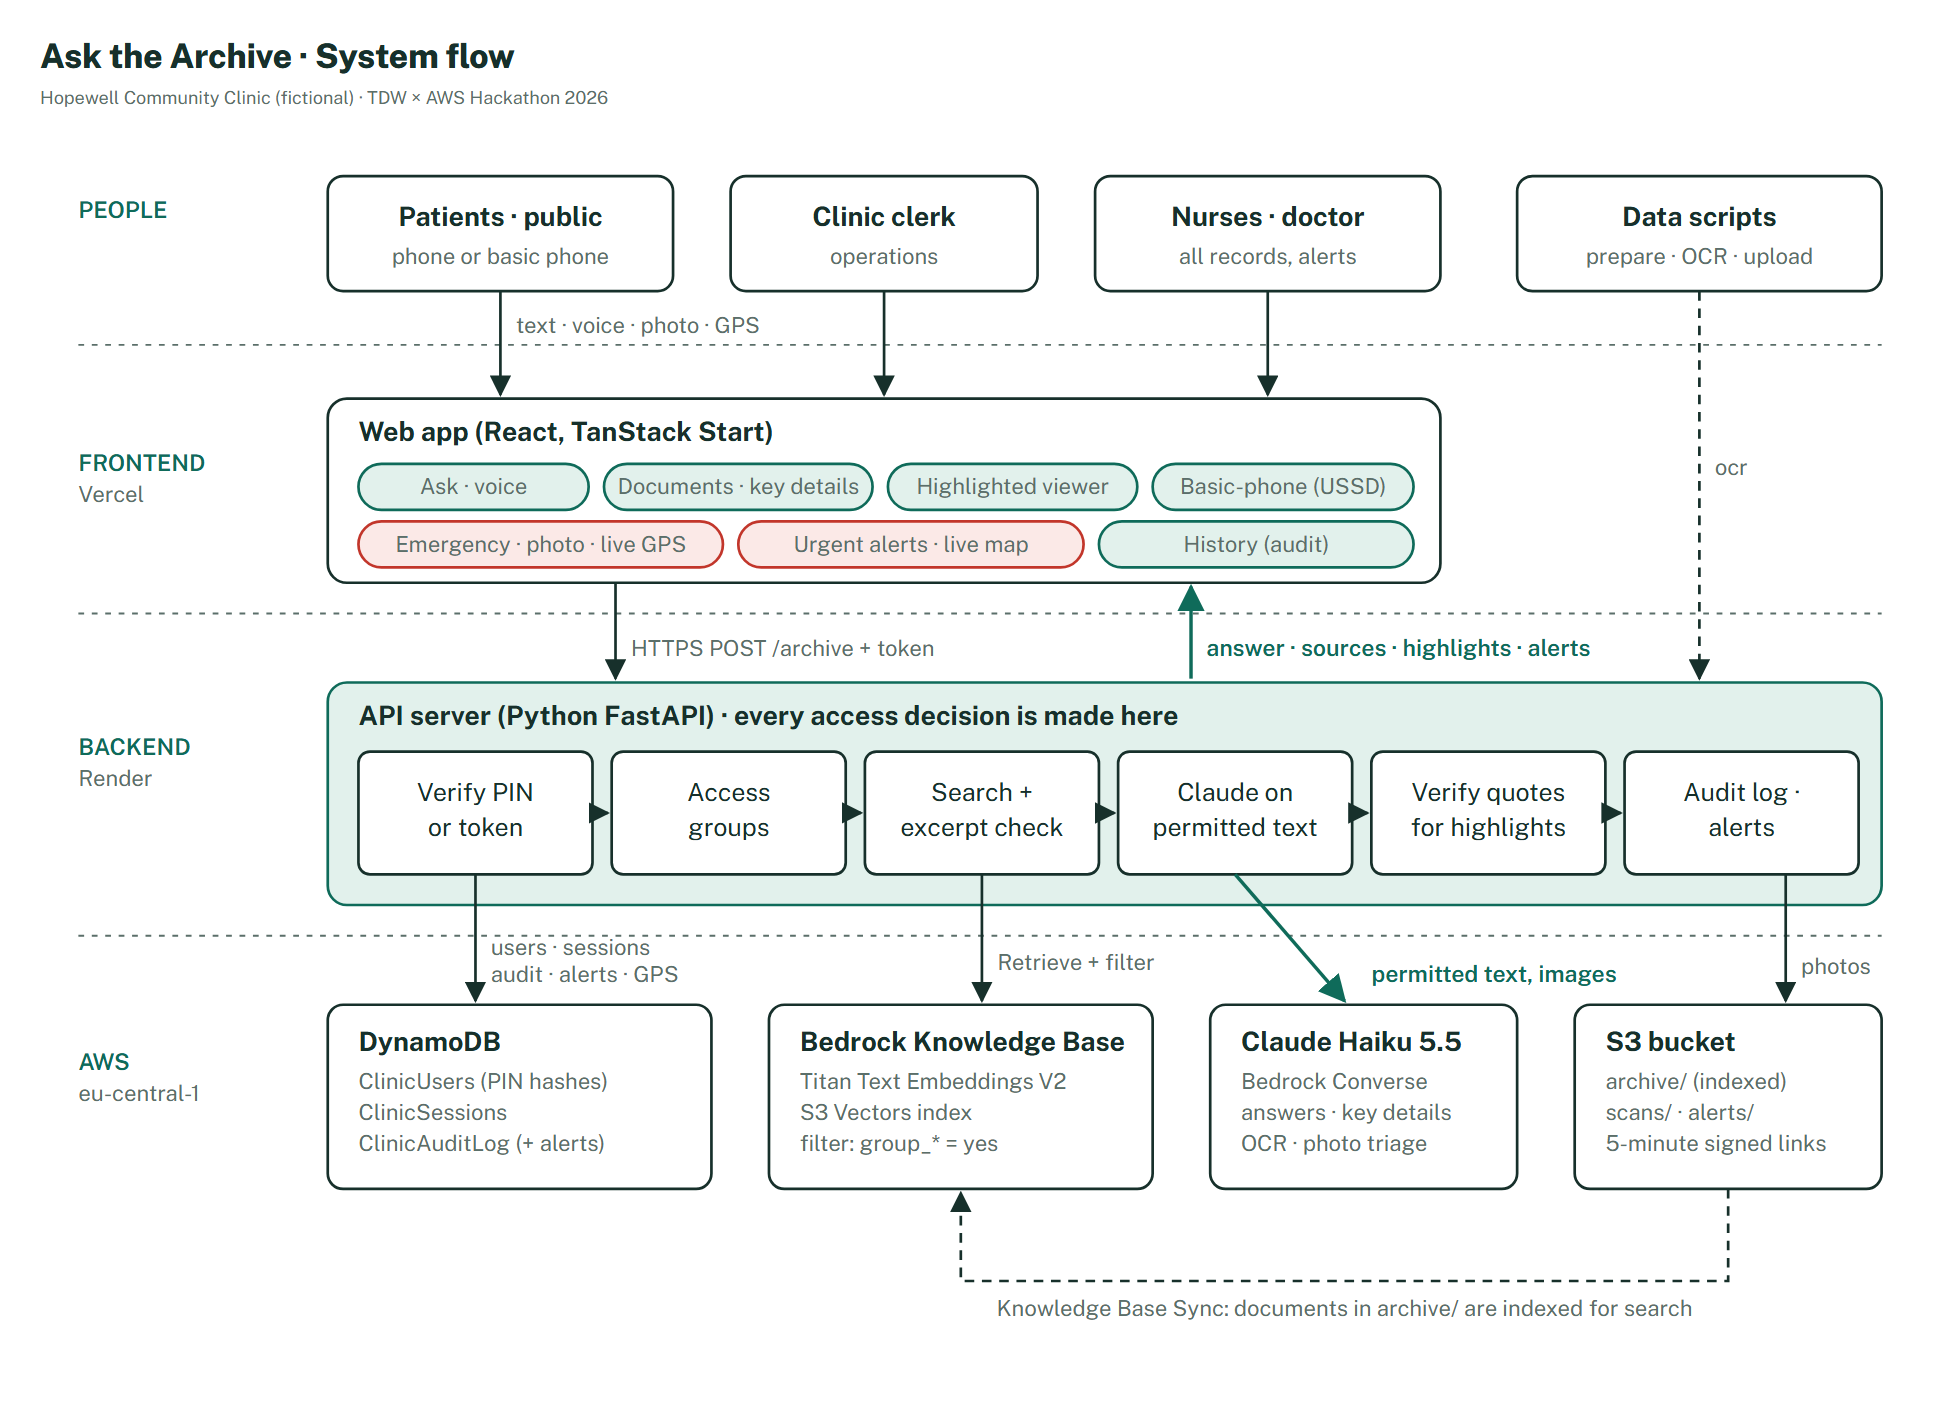 Ask the Archive · System flow
Hopewell Community Clinic (fictional) · TDW × AWS Hackathon 2026
PEOPLE
Patients · public
phone or basic phone
Clinic clerk
operations
Nurses · doctor
all records, alerts
Data scripts
prepare · OCR · upload
text · voice · photo · GPS
FRONTEND
Vercel
Web app (React, TanStack Start)
Ask · voice
Documents · key details
Highlighted viewer
Basic-phone (USSD)
Emergency · photo · live GPS
Urgent alerts · live map
History (audit)
ocr
HTTPS POST /archive + token
answer · sources · highlights · alerts
BACKEND
Render
API server (Python FastAPI) · every access decision is made here
Verify PIN
or token
Access
groups
Search +
excerpt check
Claude on
permitted text
Verify quotes
for highlights
Audit log ·
alerts
users · sessions
audit · alerts · GPS
Retrieve + filter
permitted text, images
photos
AWS
eu-central-1
DynamoDB
ClinicUsers (PIN hashes)
ClinicSessions
ClinicAuditLog (+ alerts)
Bedrock Knowledge Base
Titan Text Embeddings V2
S3 Vectors index
filter: group_* = yes
Claude Haiku 5.5
Bedrock Converse
answers · key details
OCR · photo triage
S3 bucket
archive/ (indexed)
scans/ · alerts/
5-minute signed links
Knowledge Base Sync: documents in archive/ are indexed for search